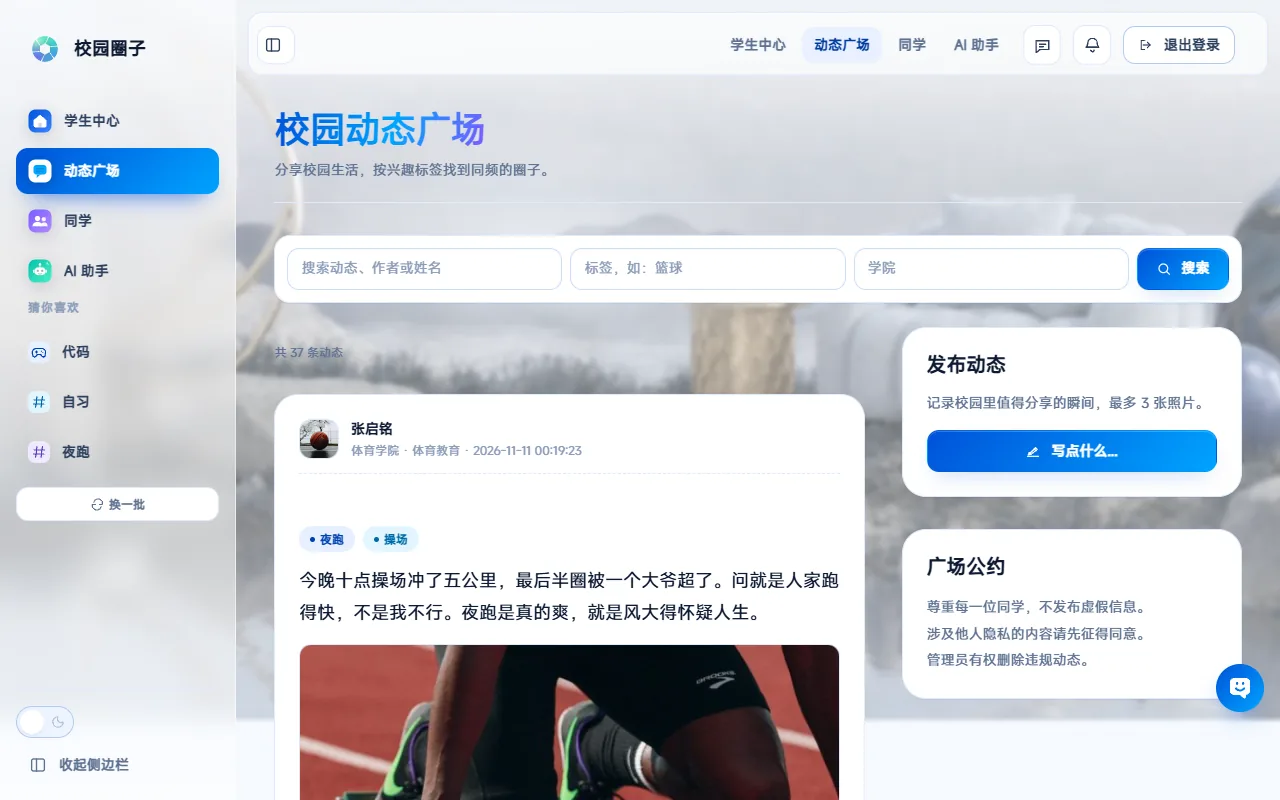 校园圈子
学生中心
动态广场
同学
AI 助手
猜你喜欢
代码
自习
夜跑
换一批
收起侧边栏
学生中心
动态广场
同学
AI 助手
退出登录
校园动态广场
分享校园生活，按兴趣标签找到同频的圈子。
搜索动态、作者或姓名
标签，如：篮球
学院
搜索
共 37 条动态
张启铭
体育学院 · 体育教育 · 2026-11-11 00:19:23
夜跑
操场
今晚十点操场冲了五公里，最后半圈被一个大爷超了。问就是人家跑
得快，不是我不行。夜跑是真的爽，就是风大得怀疑人生。
BROOKS
发布动态
记录校园里值得分享的瞬间，最多 3 张照片。
写点什么...
广场公约
尊重每一位同学，不发布虚假信息。
涉及他人隐私的内容请先征得同意。
管理员有权删除违规动态。